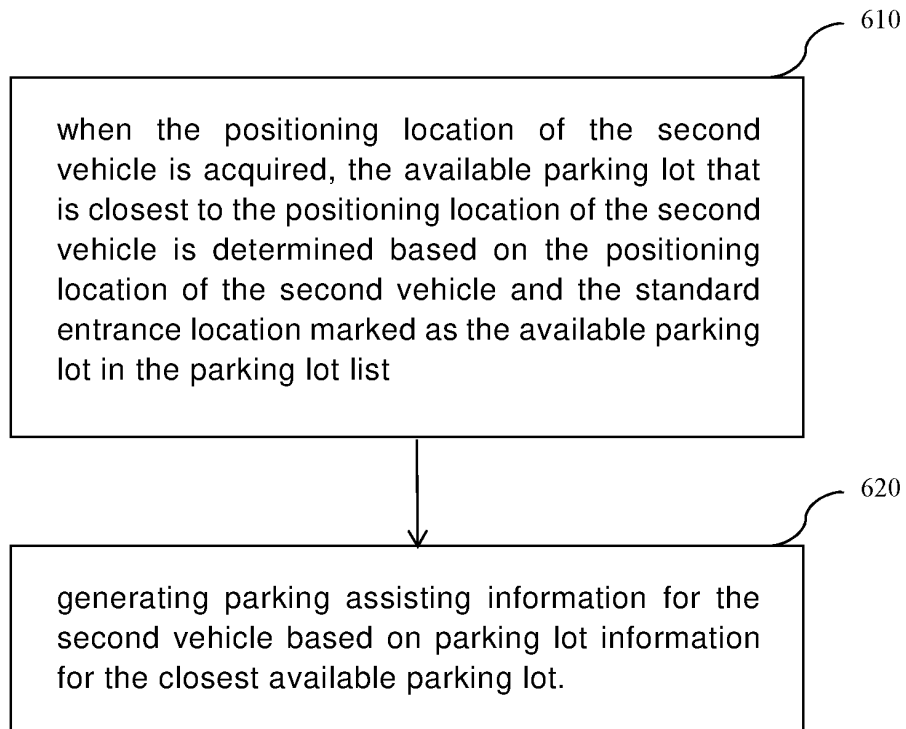 610
when the positioning location of the second
vehicle is acquired, the available parking lot that
is closest to the positioning location of the second
vehicle is determined based on the positioning
location of the second vehicle and the standard
entrance location marked as the available parking
lot in the parking lot list
620
generating parking assisting information for the
second vehicle based on parking lot information
for the closest available parking lot.